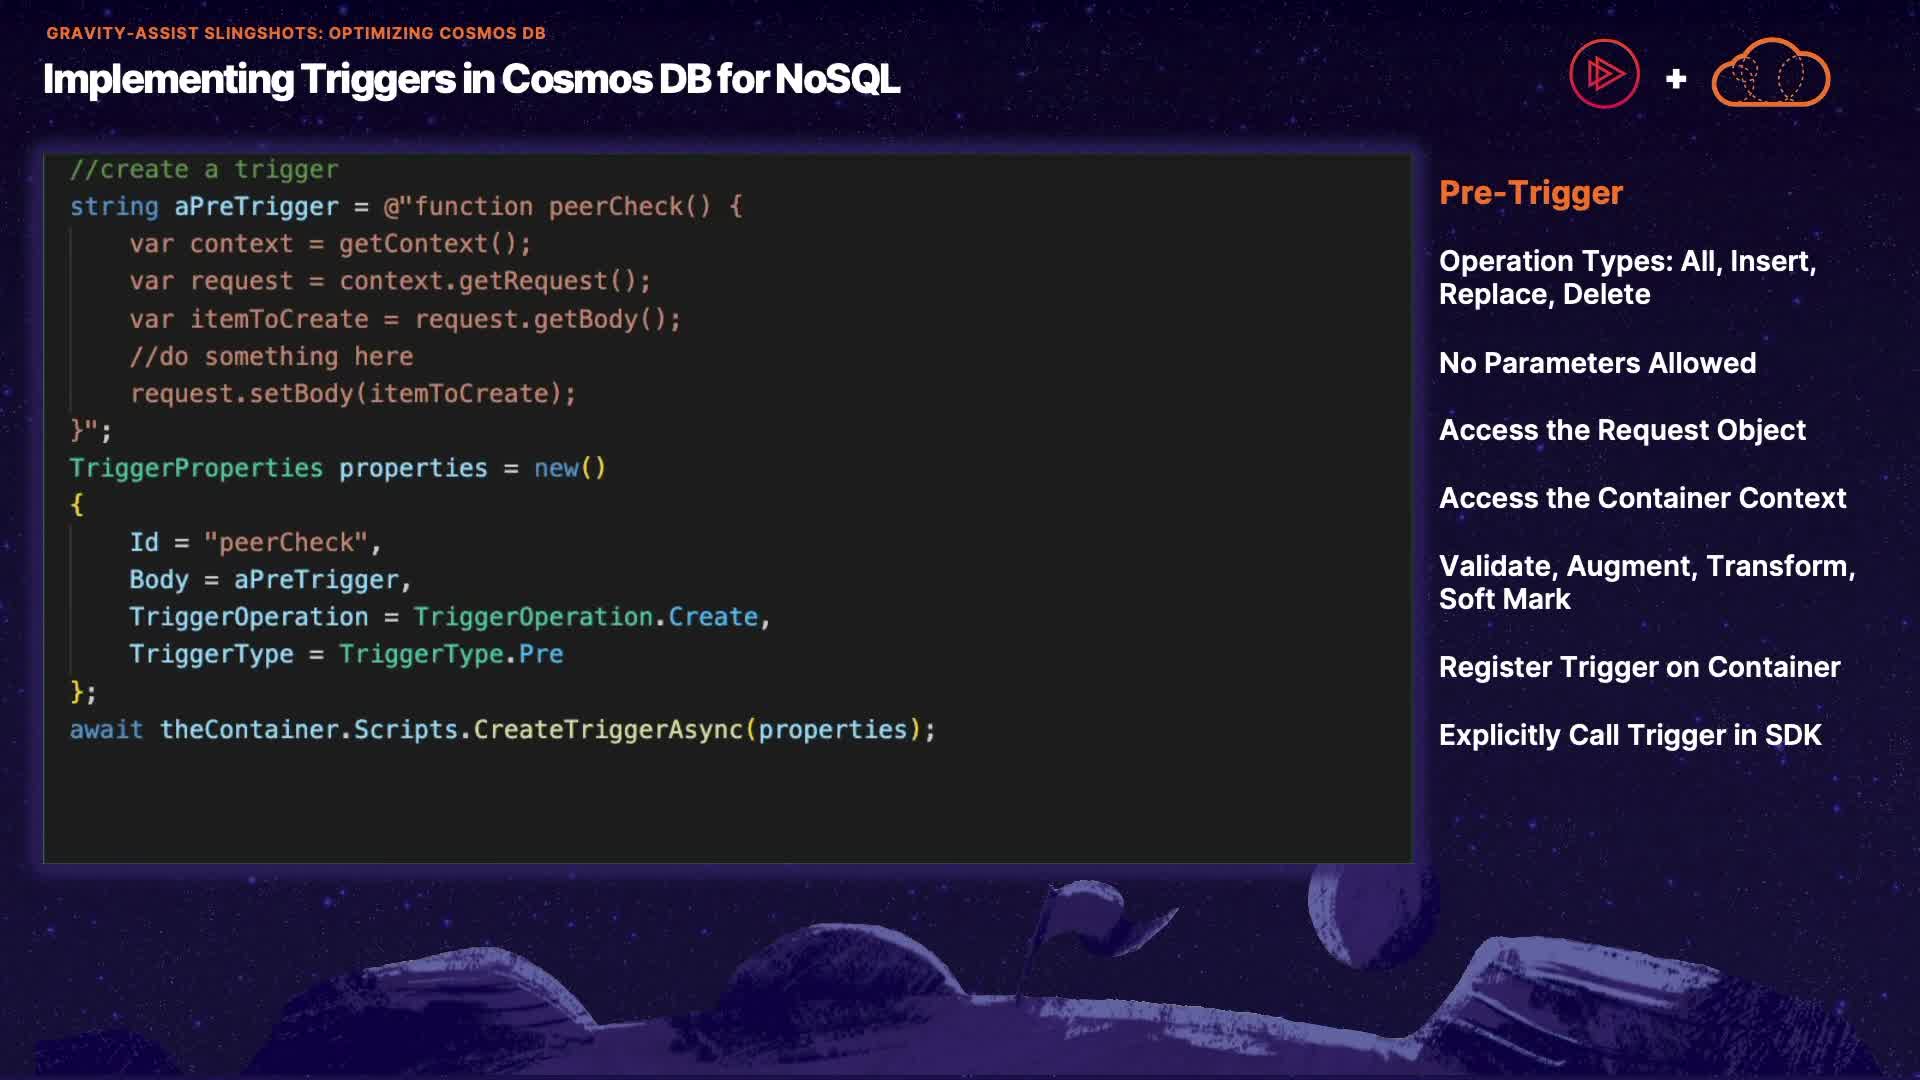 GRAVITY-ASSIST SLINGSHOTS: OPTIMIZING COSMOS DB
Implementing Triggers in Cosmos DB for NoSQL
+
//create a trigger
string aPreTrigger = @"function peerCheck() {
    var context = getContext();
    var request = context.getRequest();
    var itemToCreate = request.getBody();
    //do something here
    request.setBody(itemToCreate);
}";
TriggerProperties properties = new()
{
    Id = "peerCheck",
    Body = aPreTrigger,
    TriggerOperation = TriggerOperation.Create,
    TriggerType = TriggerType.Pre
};
await theContainer.Scripts.CreateTriggerAsync(properties);
Pre-Trigger
Operation Types: All, Insert,
Replace, Delete
No Parameters Allowed
Access the Request Object
Access the Container Context
Validate, Augment, Transform,
Soft Mark
Register Trigger on Container
Explicitly Call Trigger in SDK